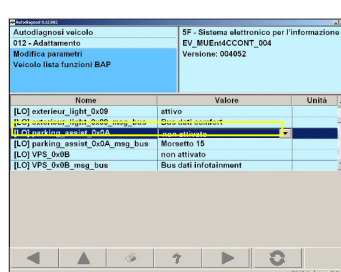 Autodiagnosi veicolo
012 - Adattamento
Modifica parametri
Veicolo lista funzioni BAP
5F - Sistema elettronico per l'informazione
EV_MUEnt4CCONT_004
Versione: 004052
Nome Valore Unità
[LO] exterieur_light_0x09 attivo
[LO] exterieur_light_0x09_msg_bus Bus dati comfort
[LO] parking_assist_0x0A non attivato
[LO] parking_assist_0x0A_msg_bus Morsetto 15
[LO] VPS_0x0B non attivato
[LO] VPS_0x0B_msg_bus Bus dati infotainment